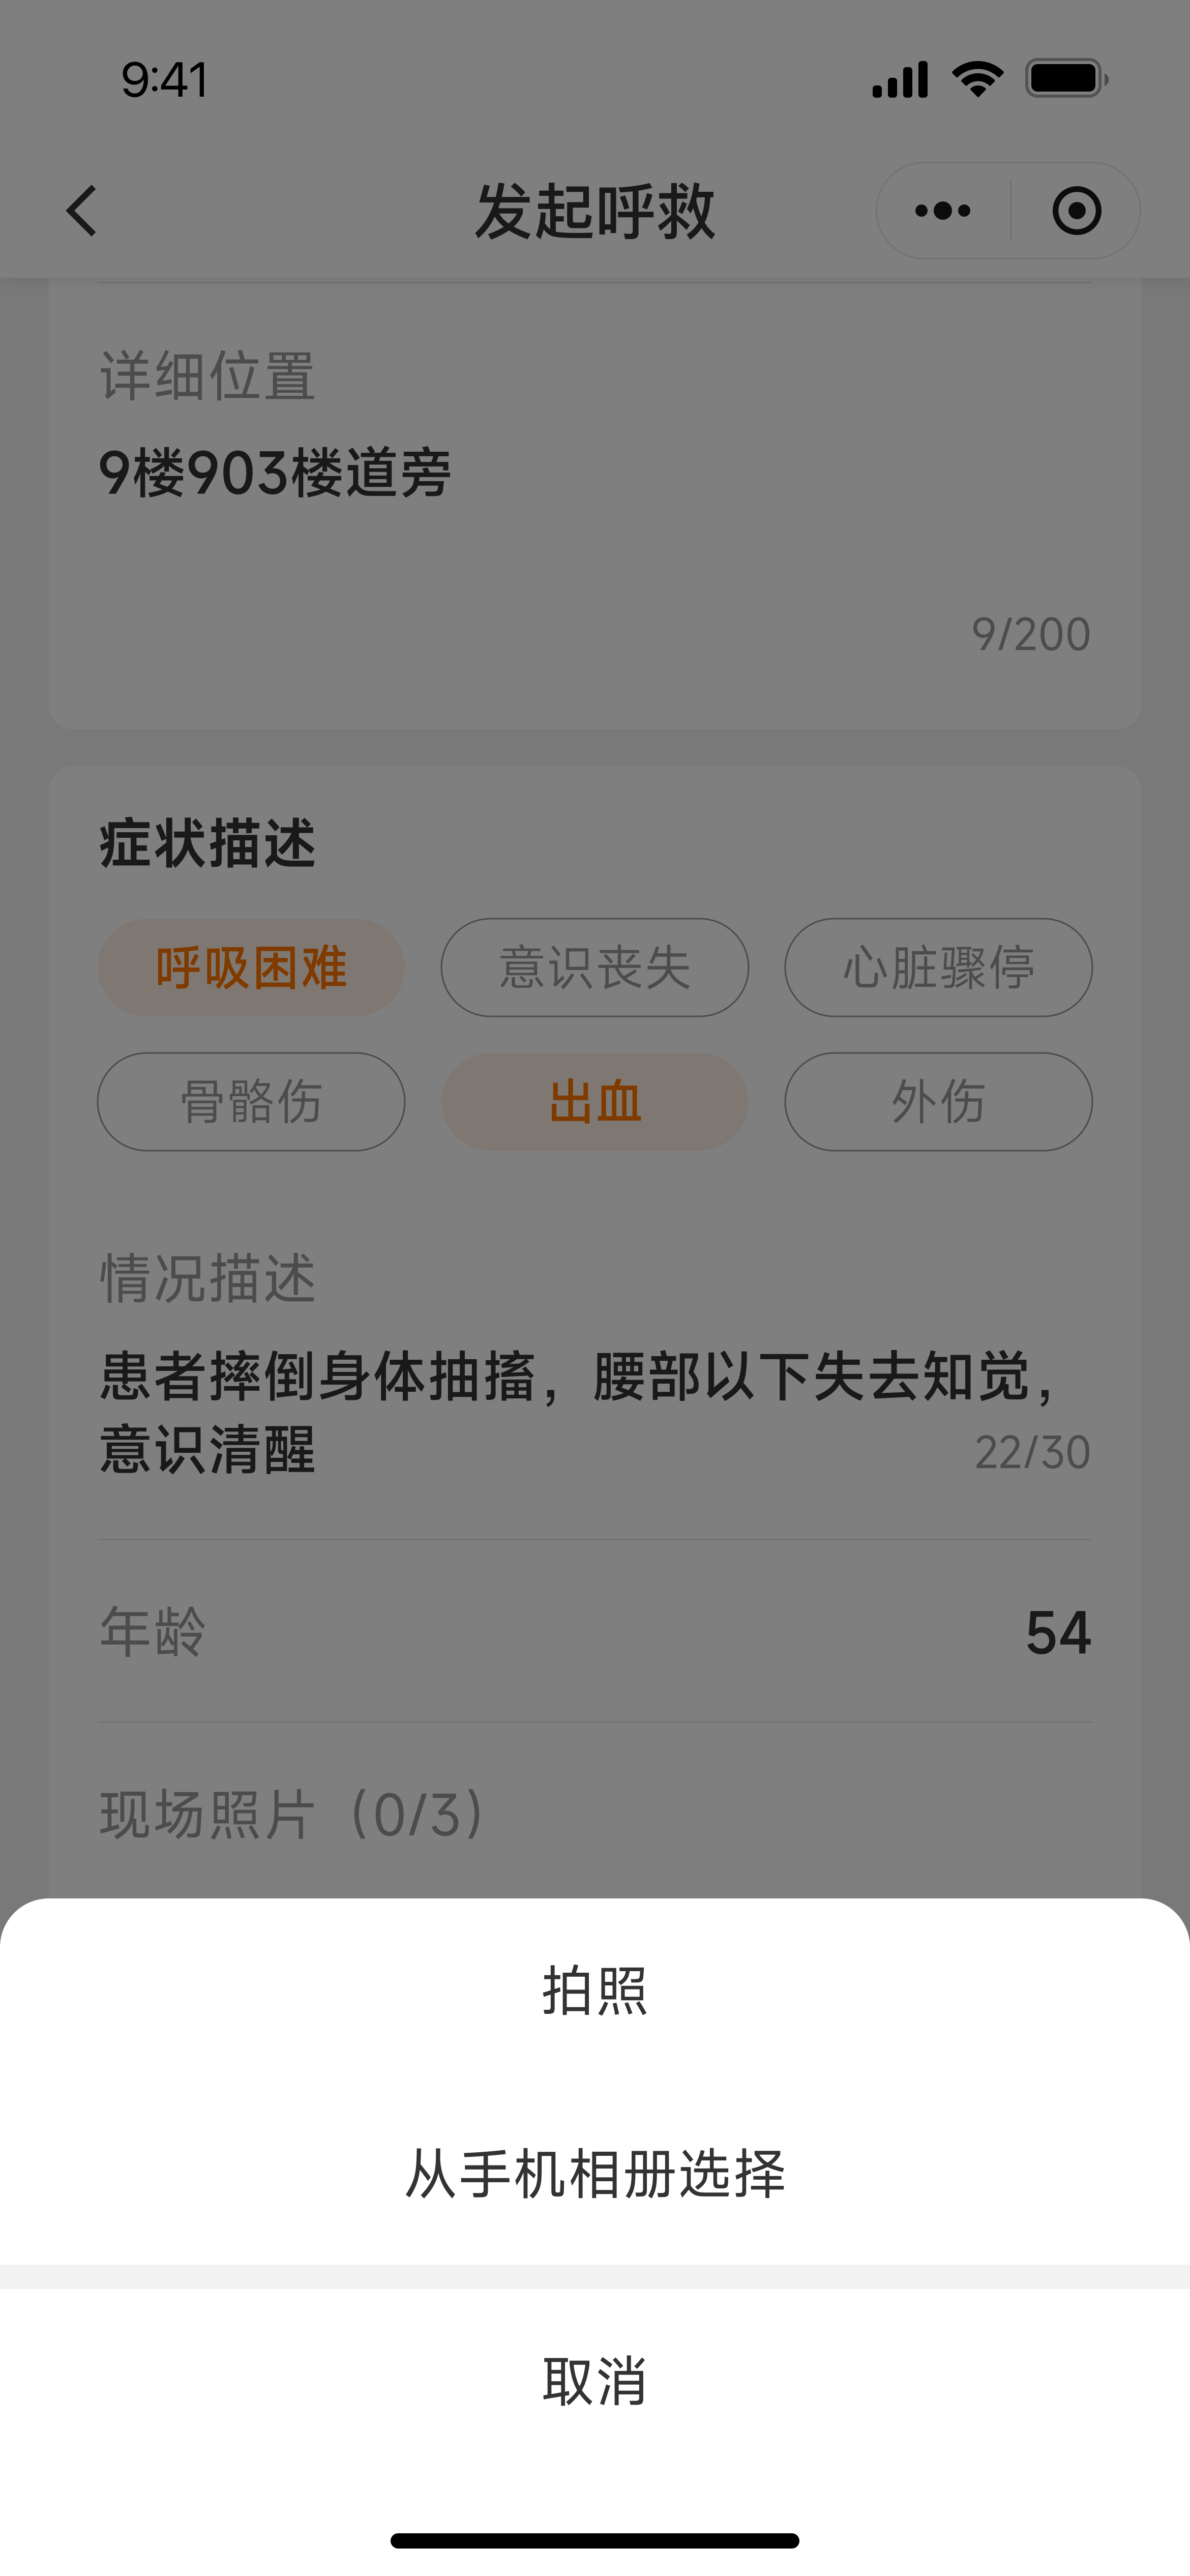 9:41
发起呼救
详细位置
9楼903楼道旁
9/200
症状描述
呼吸困难 意识丧失 心脏骤停
骨骼伤 出血 外伤
情况描述
患者摔倒身体抽搐，腰部以下失去知觉，
意识清醒 22/30
年龄 54
现场照片（0/3）
拍照
从手机相册选择
取消